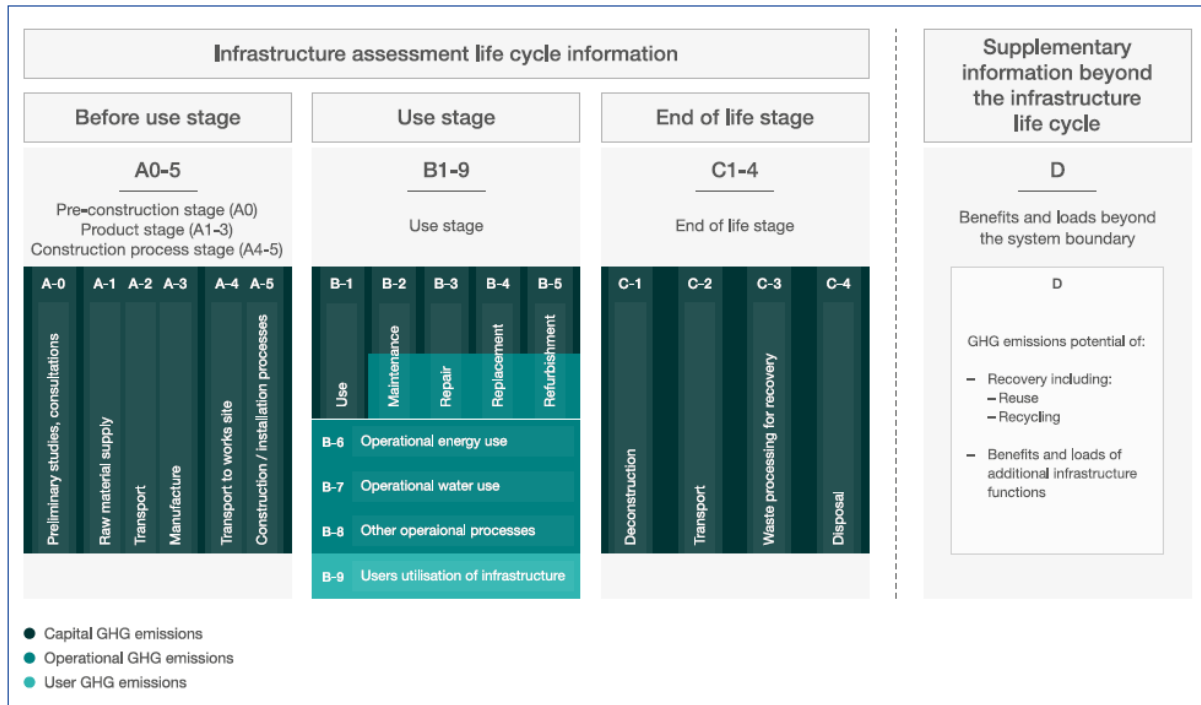 Infrastructure assessment life cycle information
Before use stage
A0-5
Pre-construction stage (A0)
Product stage (A1-3)
Construction process stage (A4-5)
A-0
Preliminary studies, consultations
A-1
Raw material supply
A-2
Transport
A-3
Manufacture
A-4
Transport to works site
A-5
Construction / installation processes
Use stage
B1-9
Use stage
B-1
Use
B-2
Maintenance
B-3
Repair
B-4
Replacement
B-5
Refurbishment
B-6 Operational energy use
B-7 Operational water use
B-8 Other operaional processes
B-9 Users utilisation of infrastructure
End of life stage
C1-4
End of life stage
C-1
Deconstruction
C-2
Transport
C-3
Waste processing for recovery
C-4
Disposal
Supplementary
information beyond
the infrastructure
life cycle
D
Benefits and loads beyond
the system boundary
D
GHG emissions potential of:
– Recovery including:
– Reuse
– Recycling
– Benefits and loads of
additional infrastructure
functions
Capital GHG emissions
Operational GHG emissions
User GHG emissions